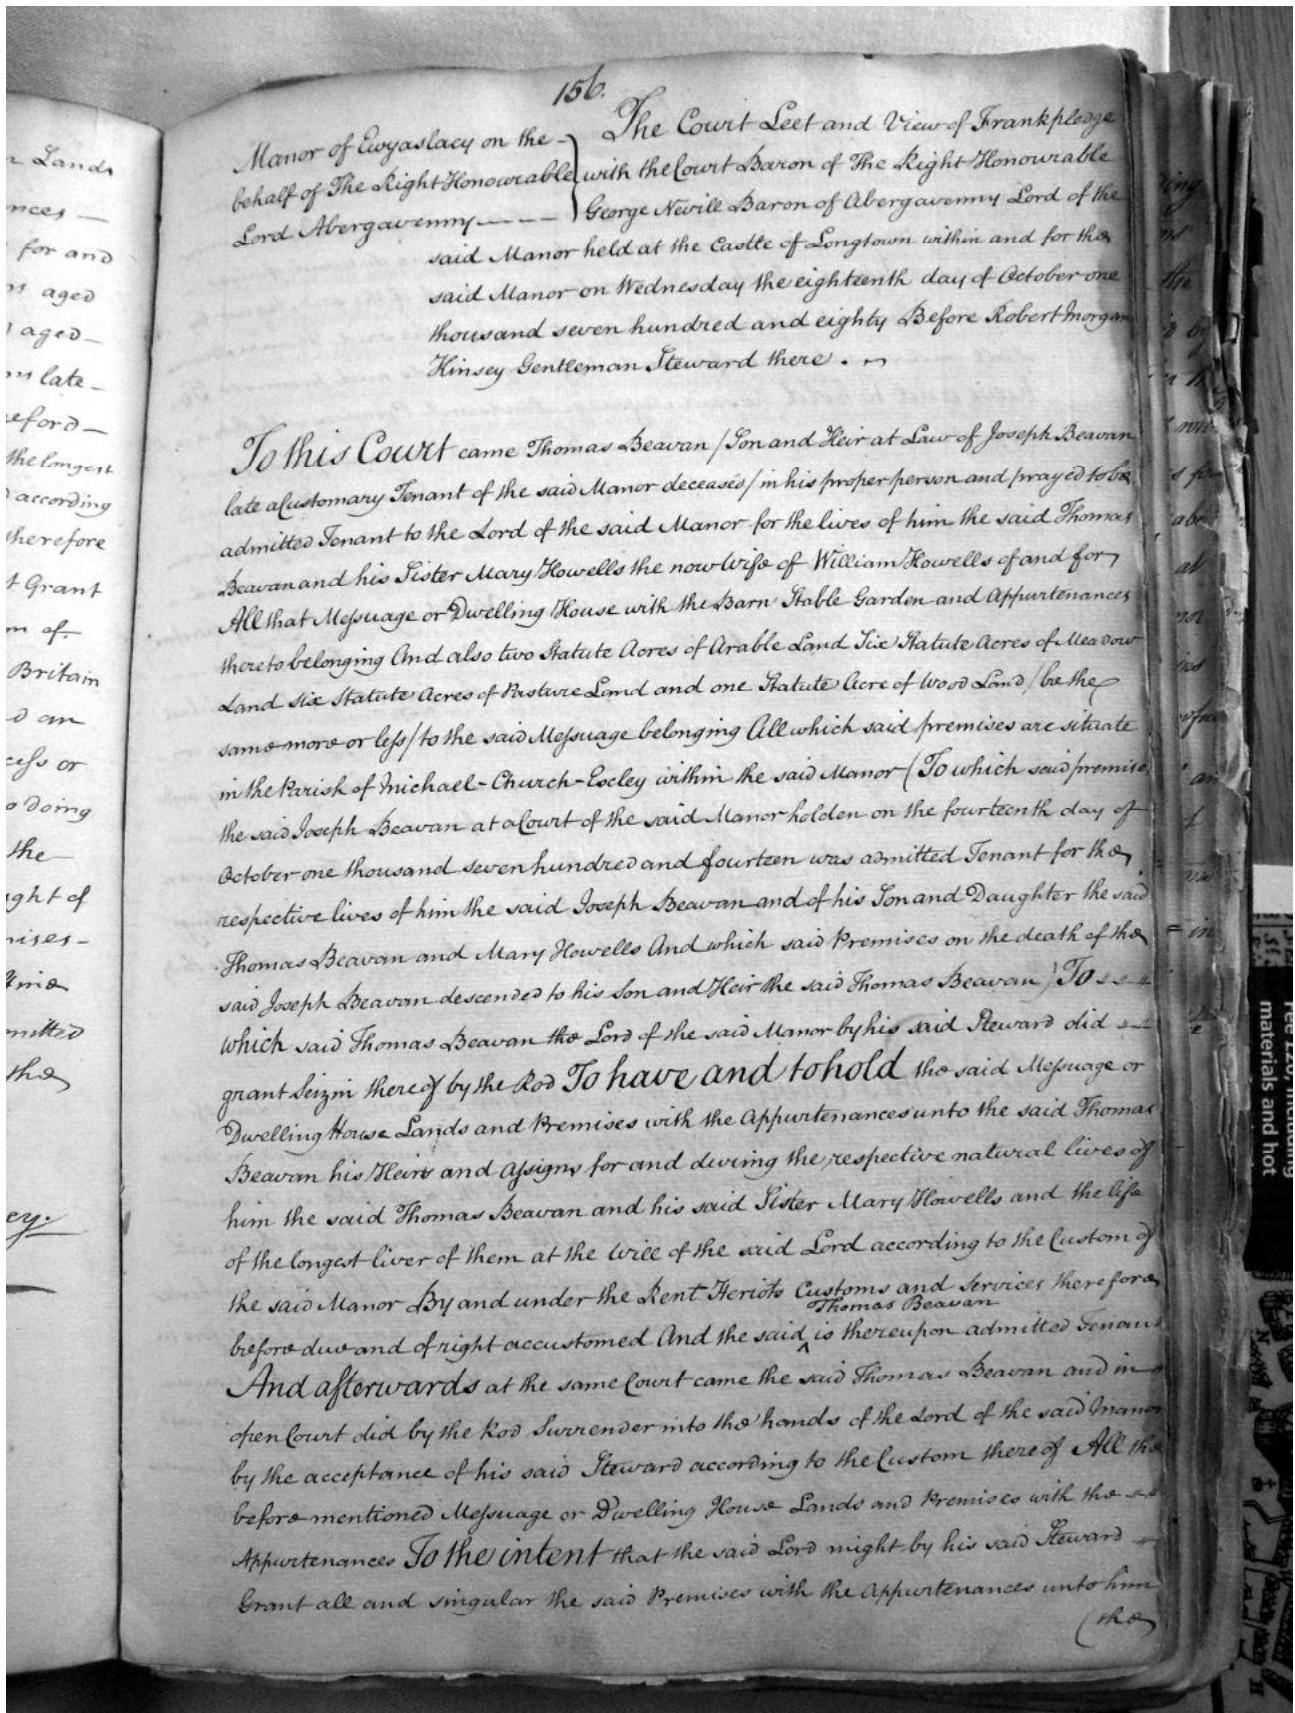 156.
Manor of Ewyaslacy on the
behalf of The Right Honourable
Lord Abergavenny
The Court Leet and View of Frankpledge
with the Court Baron of The Right Honourable
George Nevill Baron of Abergavenny Lord of the
said Manor held at the Castle of Longtown within and for the
said Manor on Wednesday the eighteenth day of October one
thousand seven hundred and eighty Before Robert Morgan
Kinsey Gentleman Steward there .
To this Court came Thomas Beavan / Son and Heir at Law of Joseph Beavan
late a Customary Tenant of the said Manor deceased / in his proper person and prayed to be
admitted Tenant to the Lord of the said Manor for the lives of him the said Thomas
Beavan and his Sister Mary Howells the now Wife of William Howells of and for
All that Messuage or Dwelling House with the Barn Stable Garden and Appurtenances
thereto belonging And also two Statute Acres of Arable Land Six Statute Acres of Meadow
Land six Statute Acres of Pasture Land and one Statute Acre of Wood Land / be the
same more or less / to the said Messuage belonging All which said premises are situate
in the Parish of Michael-Church-Escley within the said Manor (To which said premises
the said Joseph Beavan at a Court of the said Manor holden on the fourteenth day of
October one thousand seven hundred and fourteen was admitted Tenant for the
respective lives of him the said Joseph Beavan and of his Son and Daughter the said
Thomas Beavan and Mary Howells And which said Premises on the death of the
said Joseph Beavan descended to his Son and Heir the said Thomas Beavan) To
which said Thomas Beavan the Lord of the said Manor by his said Steward did
grant Seizin thereof by the Rod To have and to hold the said Messuage or
Dwelling House Lands and Premises with the Appurtenances unto the said Thomas
Beavan his Heirs and Assigns for and during the respective natural lives of
him the said Thomas Beavan and his said Sister Mary Howells and the life
of the longest liver of them at the Will of the said Lord according to the Custom of
the said Manor By and under the Rent Heriots Customs and Services therefore
Thomas Beavan
before due and of right accustomed And the said ^ is thereupon admitted Tenant
And afterwards at the same Court came the said Thomas Beavan and in
open Court did by the Rod Surrender into the hands of the Lord of the said Manor
by the acceptance of his said Steward according to the Custom thereof All the
before mentioned Messuage or Dwelling House Lands and Premises with the
Appurtenances To the intent that the said Lord might by his said Steward
Grant all and singular the said Premises with the Appurtenances unto him
(the
Lands
for and
aged
aged
late
the longest
according
therefore
Grant
of
Britain
an
or
doing
the
of
the
materials and hot